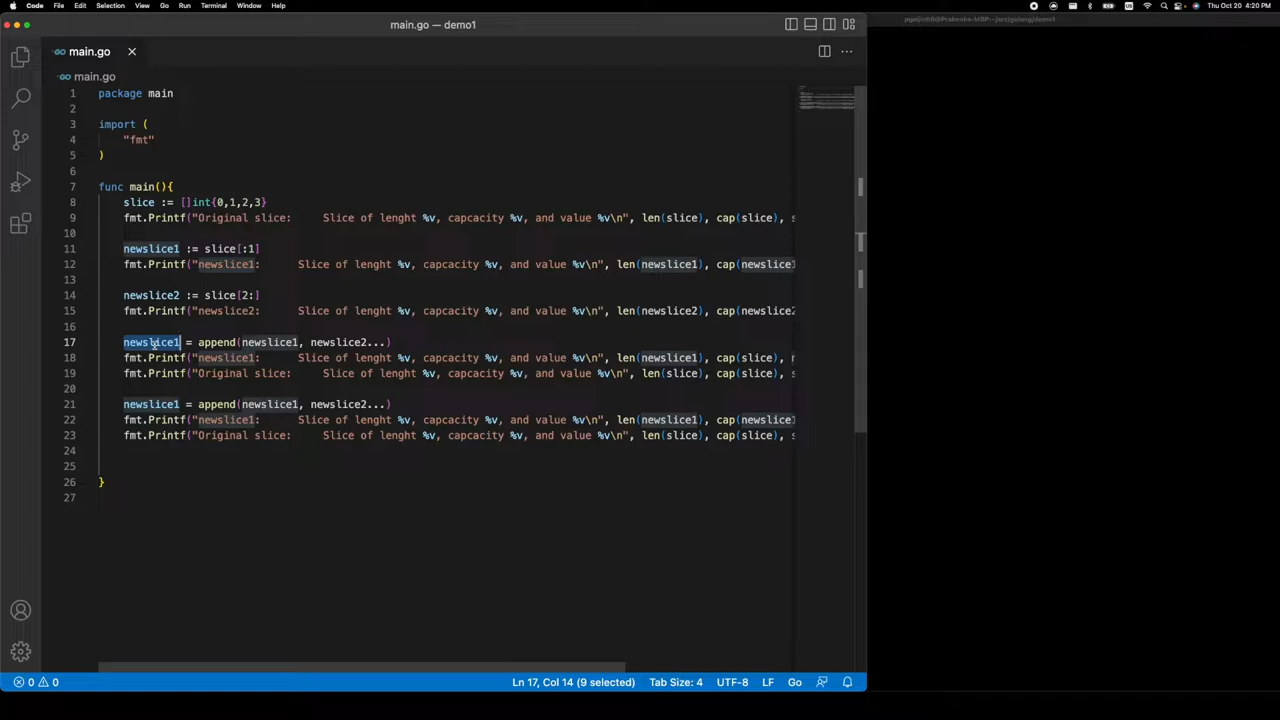 Code File Edit Selection View Go Run Terminal Window Help Thu Oct 20 4:20 PM
main.go — demo1
main.go
main.go
1 package main
2
3 import (
4 "fmt"
5 )
6
7 func main(){
8 slice := []int{0,1,2,3}
9 fmt.Printf("Original slice: Slice of lenght %v, capcacity %v, and value %v\n", len(slice), cap(slice), s
10
11 newslice1 := slice[:1]
12 fmt.Printf("newslice1: Slice of lenght %v, capcacity %v, and value %v\n", len(newslice1), cap(newslice1
13
14 newslice2 := slice[2:]
15 fmt.Printf("newslice2: Slice of lenght %v, capcacity %v, and value %v\n", len(newslice2), cap(newslice2
16
17 newslice1 = append(newslice1, newslice2...)
18 fmt.Printf("newslice1: Slice of lenght %v, capcacity %v, and value %v\n", len(newslice1), cap(slice), n
19 fmt.Printf("Original slice: Slice of lenght %v, capcacity %v, and value %v\n", len(slice), cap(slice), s
20
21 newslice1 = append(newslice1, newslice2...)
22 fmt.Printf("newslice1: Slice of lenght %v, capcacity %v, and value %v\n", len(newslice1), cap(newslice1
23 fmt.Printf("Original slice: Slice of lenght %v, capcacity %v, and value %v\n", len(slice), cap(slice), s
24
25
26 }
27
0 0 Ln 17, Col 14 (9 selected) Tab Size: 4 UTF-8 LF Go